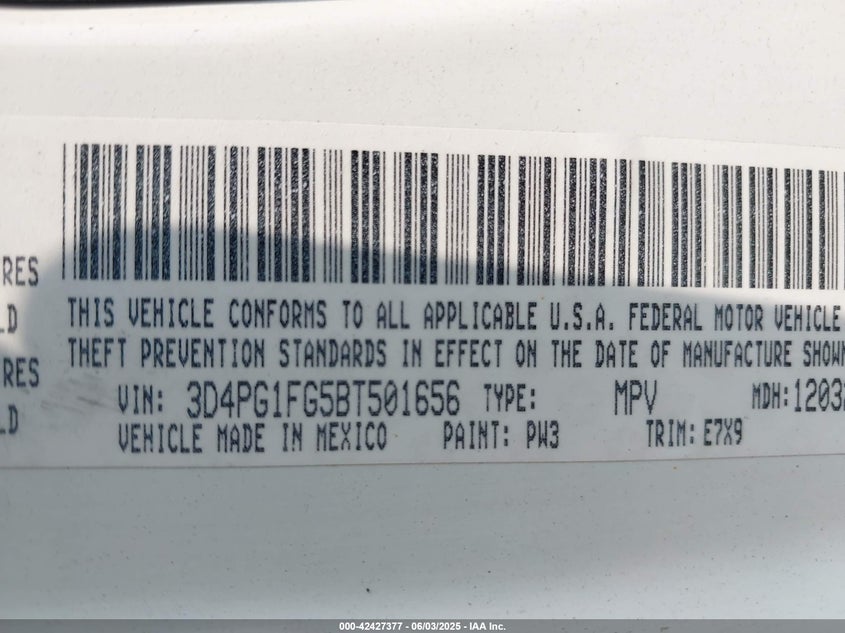 RES
LD
RES
LD
THIS VEHICLE CONFORMS TO ALL APPLICABLE U.S.A. FEDERAL MOTOR VEHICLE
THEFT PREVENTION STANDARDS IN EFFECT ON THE DATE OF MANUFACTURE SHOWN
VIN: 3D4PG1FG5BT501656 TYPE: MPV MDH:12032
VEHICLE MADE IN MEXICO PAINT: PW3 TRIM: E7X9
000-42427377 - 06/03/2025 - IAA Inc.